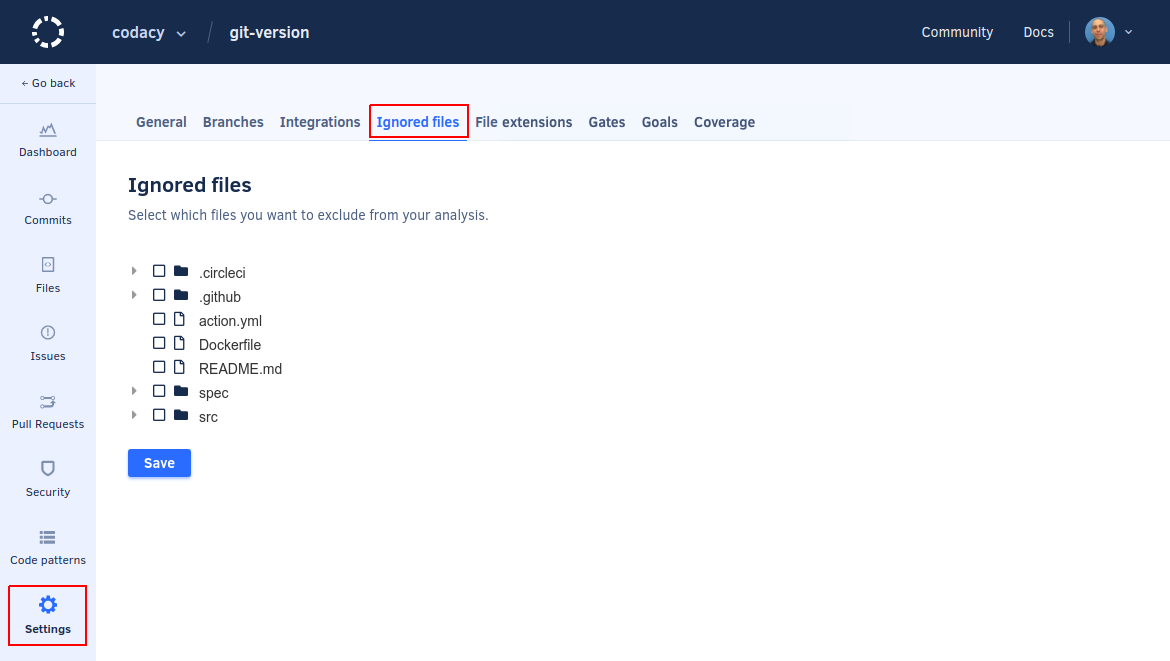 codacy / git-version
Community Docs
← Go back
General Branches Integrations Ignored files File extensions Gates Goals Coverage
Dashboard
Commits
Files
Issues
Pull Requests
Security
Code patterns
Settings
Ignored files
Select which files you want to exclude from your analysis.
.circleci
.github
action.yml
Dockerfile
README.md
spec
src
Save